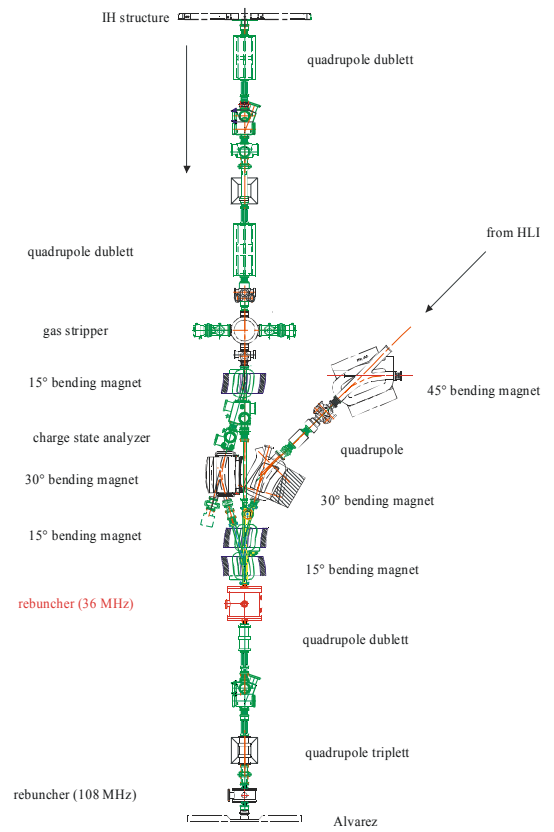 IH structure
quadrupole dublett
quadrupole dublett
from HLI
gas stripper
15° bending magnet
45° bending magnet
charge state analyzer
quadrupole
30° bending magnet
30° bending magnet
15° bending magnet
15° bending magnet
rebuncher (36 MHz)
quadrupole dublett
quadrupole triplett
rebuncher (108 MHz)
Alvarez